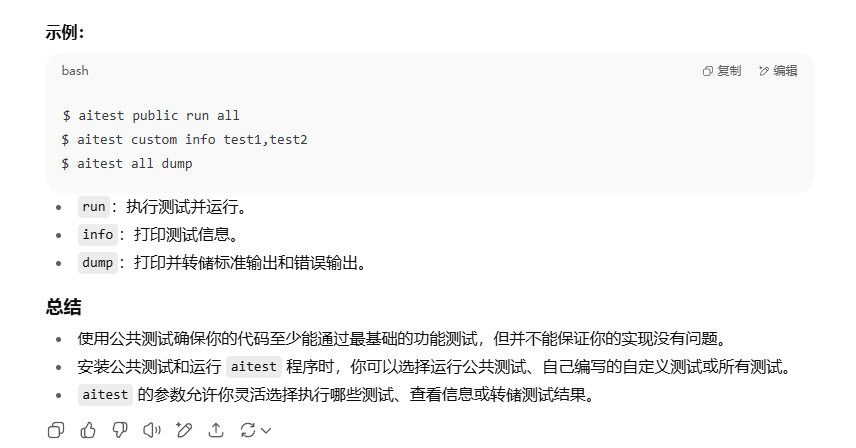 示例：
bash 复制 编辑
$ aitest public run all
$ aitest custom info test1,test2
$ aitest all dump
• run：执行测试并运行。
• info：打印测试信息。
• dump：打印并转储标准输出和错误输出。
总结
• 使用公共测试确保你的代码至少能通过最基础的功能测试，但并不能保证你的实现没有问题。
• 安装公共测试和运行 aitest 程序时，你可以选择运行公共测试、自己编写的自定义测试或所有测试。
• aitest 的参数允许你灵活选择执行哪些测试、查看信息或转储测试结果。